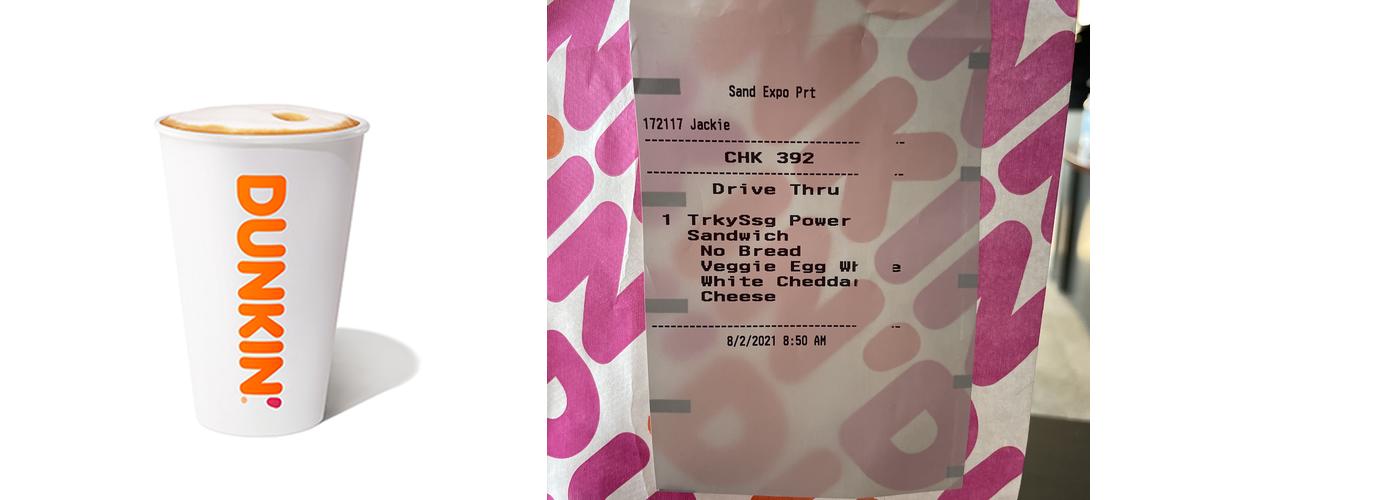 DUNKIN'
Sand Expo Prt
172117 Jackie
CHK 392
Drive Thru
1 TrkySsg Power
Sandwich
No Bread
Veggie Egg Wh e
White Cheddar
Cheese
8/2/2021 8:50 AM